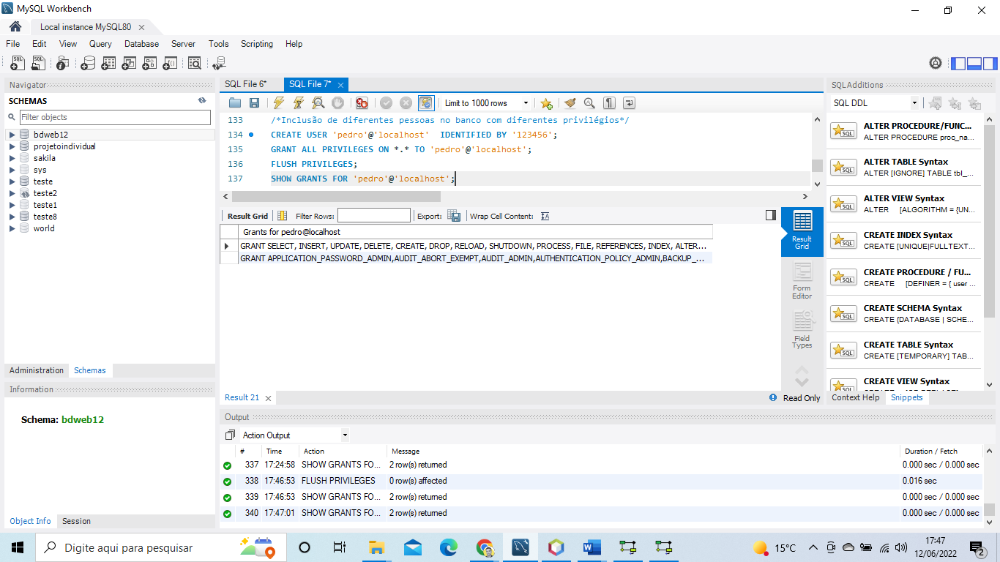 MySQL Workbench
Local instance MySQL80
File Edit View Query Database Server Tools Scripting Help
Navigator
SCHEMAS
Filter objects
bdweb12
projetoindividual
sakila
sys
teste
teste2
teste1
teste8
world
Administration Schemas
Information
Schema: bdweb12
Object Info Session
SQL File 6* SQL File 7*
Limit to 1000 rows
133 /*Inclusão de diferentes pessoas no banco com diferentes privilégios*/
134 CREATE USER 'pedro'@'localhost' IDENTIFIED BY '123456';
135 GRANT ALL PRIVILEGES ON *.* TO 'pedro'@'localhost';
136 FLUSH PRIVILEGES;
137 SHOW GRANTS FOR 'pedro'@'localhost';
Result Grid Filter Rows: Export: Wrap Cell Content:
Grants for pedro@localhost
GRANT SELECT, INSERT, UPDATE, DELETE, CREATE, DROP, RELOAD, SHUTDOWN, PROCESS, FILE, REFERENCES, INDEX, ALTER...
GRANT APPLICATION_PASSWORD_ADMIN,AUDIT_ABORT_EXEMPT,AUDIT_ADMIN,AUTHENTICATION_POLICY_ADMIN,BACKUP_...
Result
Grid
Form
Editor
Field
Types
Result 21
Read Only
Output
Action Output
# Time Action Message Duration / Fetch
337 17:24:58 SHOW GRANTS FO... 2 row(s) returned 0.000 sec / 0.000 sec
338 17:46:53 FLUSH PRIVILEGES 0 row(s) affected 0.016 sec
339 17:46:53 SHOW GRANTS FO... 2 row(s) returned 0.000 sec / 0.000 sec
340 17:47:01 SHOW GRANTS FO... 2 row(s) returned 0.000 sec / 0.000 sec
SQLAdditions
SQL DDL
ALTER PROCEDURE/FUNC...
ALTER PROCEDURE proc_na...
ALTER TABLE Syntax
ALTER [IGNORE] TABLE tbl_...
ALTER VIEW Syntax
ALTER [ALGORITHM = {UN...
CREATE INDEX Syntax
CREATE [UNIQUE|FULLTEXT...
CREATE PROCEDURE / FU...
CREATE [DEFINER = { user ...
CREATE SCHEMA Syntax
CREATE {DATABASE | SCHE...
CREATE TABLE Syntax
CREATE [TEMPORARY] TAB...
CREATE VIEW Syntax
Context Help Snippets
Digite aqui para pesquisar
15°C
17:47
12/06/2022
2